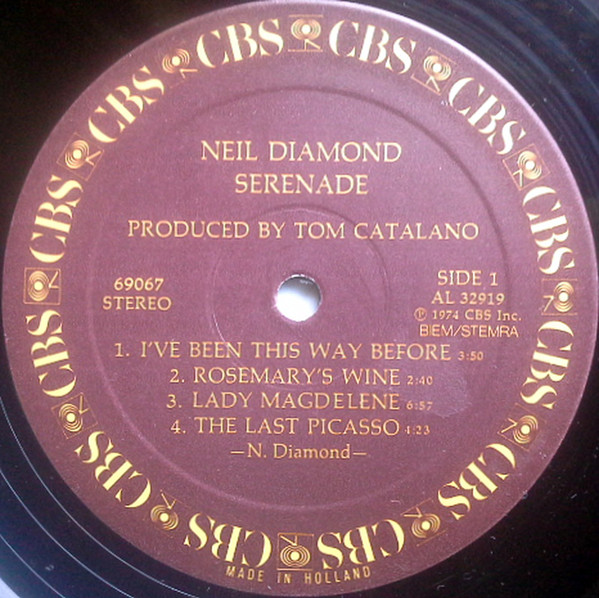 CBS CBS CBS CBS CBS CBS CBS CBS CBS CBS CBS CBS
NEIL DIAMOND
SERENADE
PRODUCED BY TOM CATALANO
69067
STEREO
SIDE 1
AL 32919
℗ 1974 CBS Inc.
BIEM/STEMRA
1. I'VE BEEN THIS WAY BEFORE 3:50
2. ROSEMARY'S WINE 2:40
3. LADY MAGDELENE 6:57
4. THE LAST PICASSO 4:23
—N. Diamond—
MADE IN HOLLAND